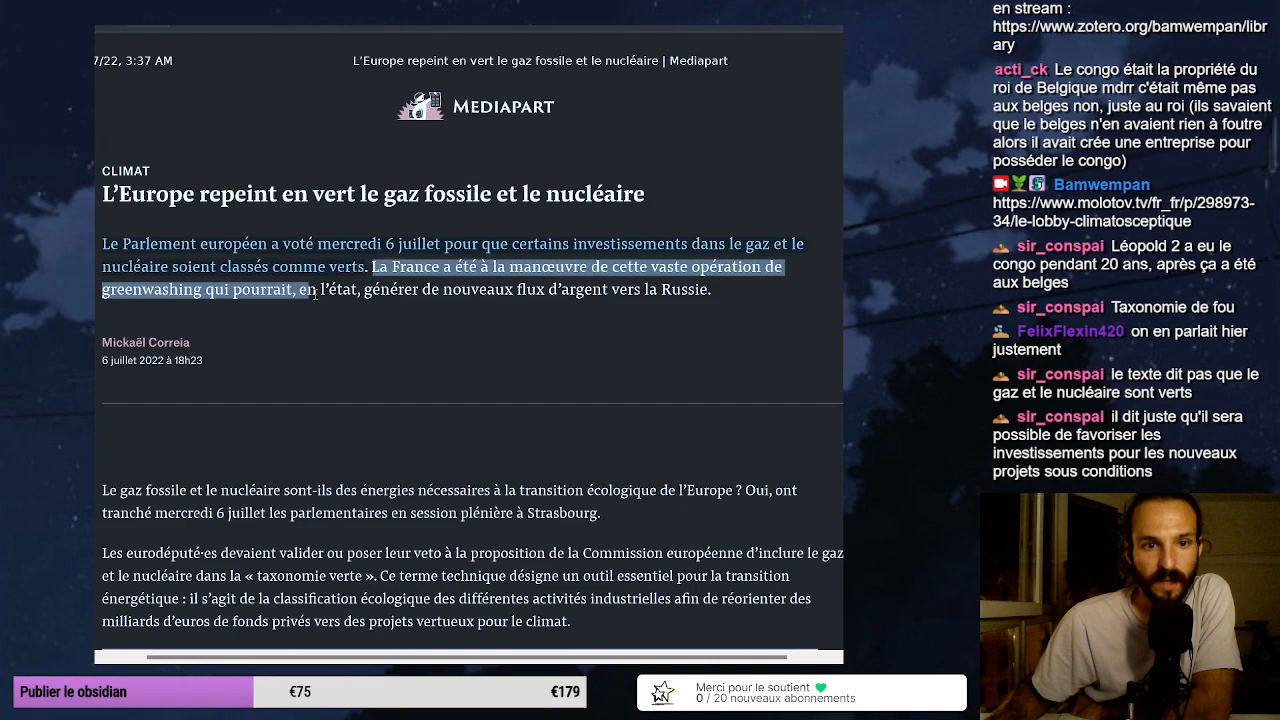 7/22, 3:37 AM
L'Europe repeint en vert le gaz fossile et le nucléaire | Mediapart
MEDIAPART
CLIMAT
L'Europe repeint en vert le gaz fossile et le nucléaire
Le Parlement européen a voté mercredi 6 juillet pour que certains investissements dans le gaz et le
nucléaire soient classés comme verts. La France a été à la manœuvre de cette vaste opération de
greenwashing qui pourrait, en l'état, générer de nouveaux flux d'argent vers la Russie.
Mickaël Correia
6 juillet 2022 à 18h23
Le gaz fossile et le nucléaire sont-ils des énergies nécessaires à la transition écologique de l'Europe ? Oui, ont
tranché mercredi 6 juillet les parlementaires en session plénière à Strasbourg.
Les eurodéputé·es devaient valider ou poser leur veto à la proposition de la Commission européenne d'inclure le gaz
et le nucléaire dans la « taxonomie verte ». Ce terme technique désigne un outil essentiel pour la transition
énergétique : il s'agit de la classification écologique des différentes activités industrielles afin de réorienter des
milliards d'euros de fonds privés vers des projets vertueux pour le climat.
en stream :
https://www.zotero.org/bamwempan/libr
ary
acti_ck Le congo était la propriété du
roi de Belgique mdrr c'était même pas
aux belges non, juste au roi (ils savaient
que le belges n'en avaient rien à foutre
alors il avait crée une entreprise pour
posséder le congo)
Bamwempan
https://www.molotov.tv/fr_fr/p/298973-
34/le-lobby-climatosceptique
sir_conspai Léopold 2 a eu le
congo pendant 20 ans, après ça a été
aux belges
sir_conspai Taxonomie de fou
FelixFlexin420 on en parlait hier
justement
sir_conspai le texte dit pas que le
gaz et le nucléaire sont verts
sir_conspai il dit juste qu'il sera
possible de favoriser les
investissements pour les nouveaux
projets sous conditions
Publier le obsidian
€75
€179
Merci pour le soutient
0 / 20 nouveaux abonnements